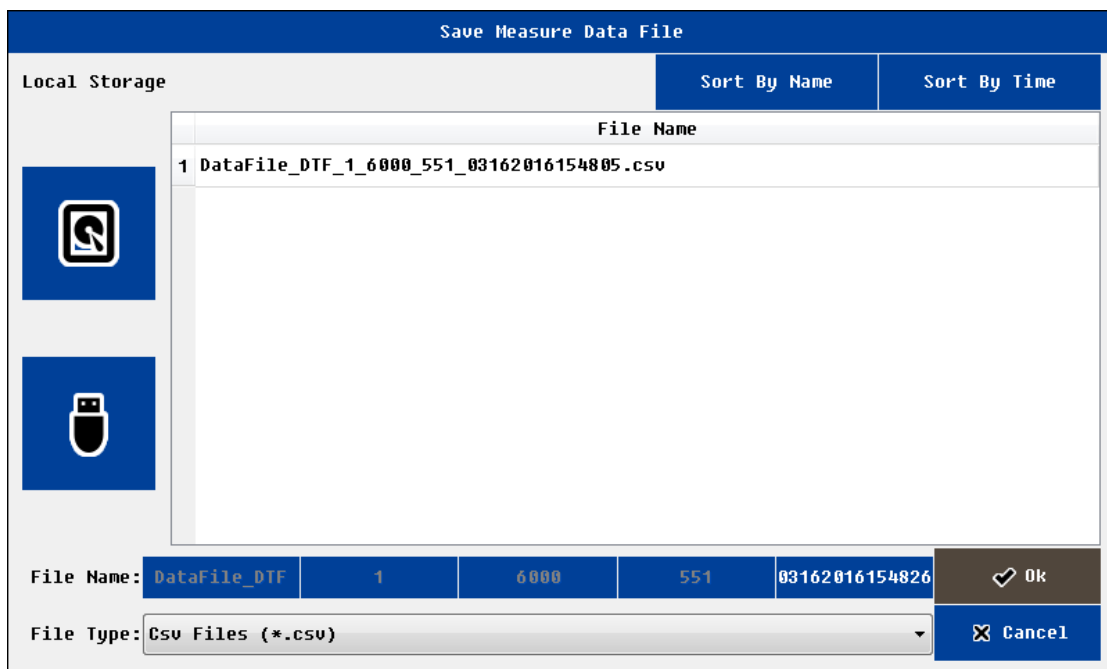 Save Measure Data File
Local Storage
Sort By Name
Sort By Time
File Name
1 DataFile_DTF_1_6000_551_03162016154805.csv
File Name: DataFile_DTF 1 6000 551 03162016154826
Ok
File Type: Csv Files (*.csv)
Cancel